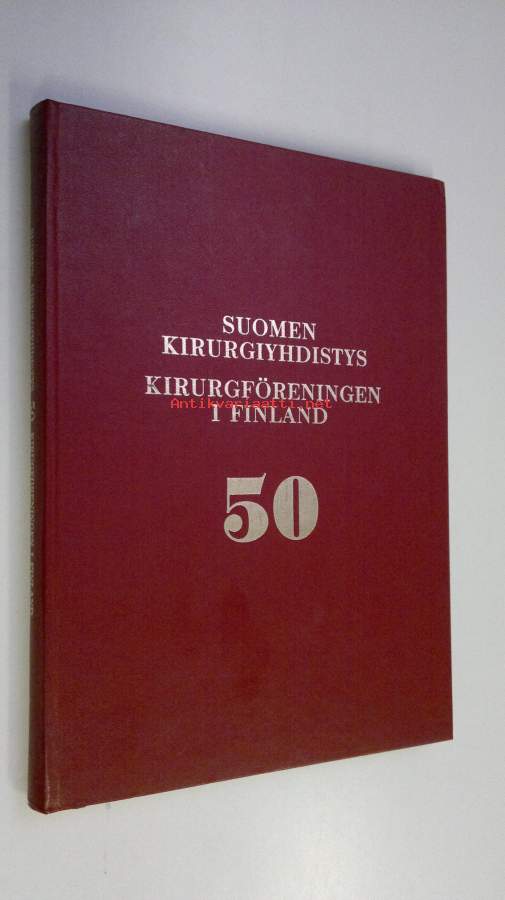 SUOMEN
KIRURGIYHDISTYS
KIRURGFÖRENINGEN
Antikvariaatti.net
I FINLAND
50